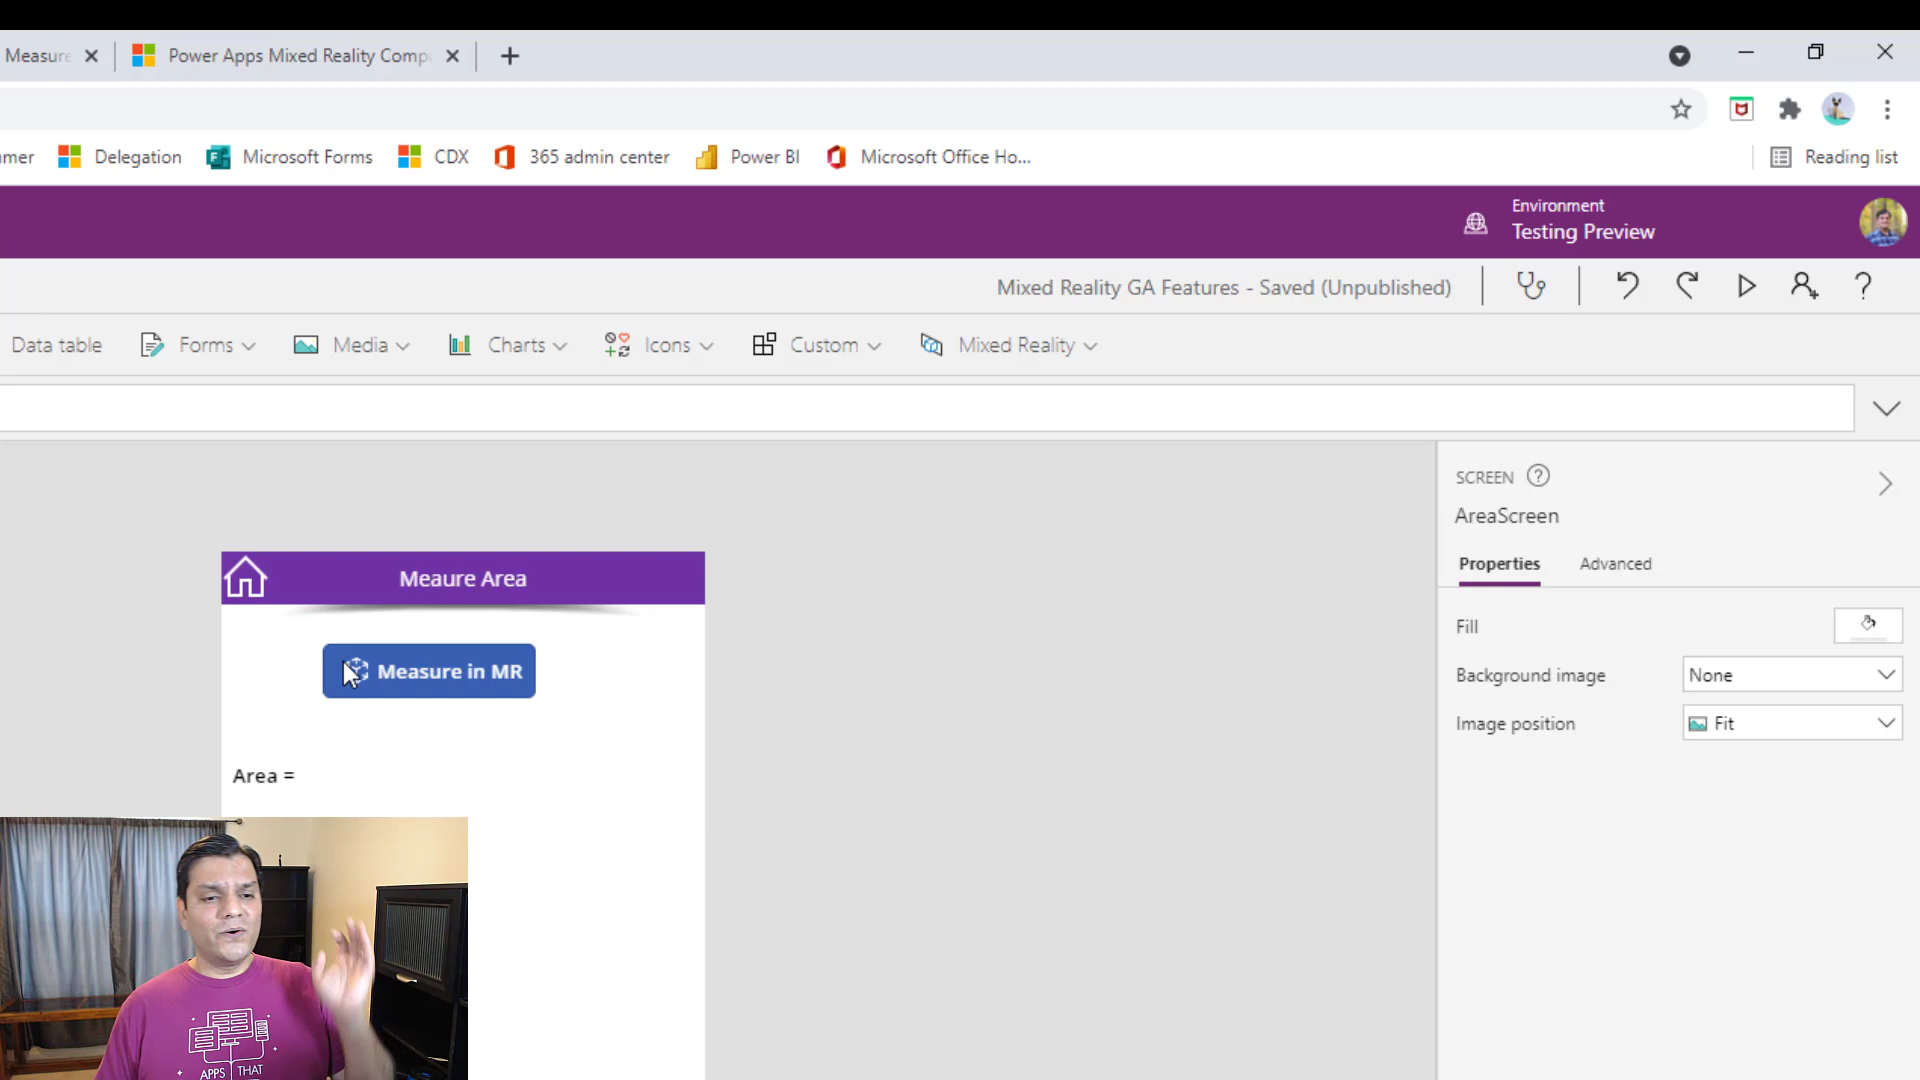 Measure
Power Apps Mixed Reality Comp
mer
Delegation
Microsoft Forms
CDX
365 admin center
Power BI
Microsoft Office Ho...
Reading list
Environment
Testing Preview
Mixed Reality GA Features - Saved (Unpublished)
Data table
Forms
Media
Charts
Icons
Custom
Mixed Reality
SCREEN
AreaScreen
Properties
Advanced
Fill
Background image
None
Image position
Fit
Meaure Area
Measure in MR
Area =
APPS THAT